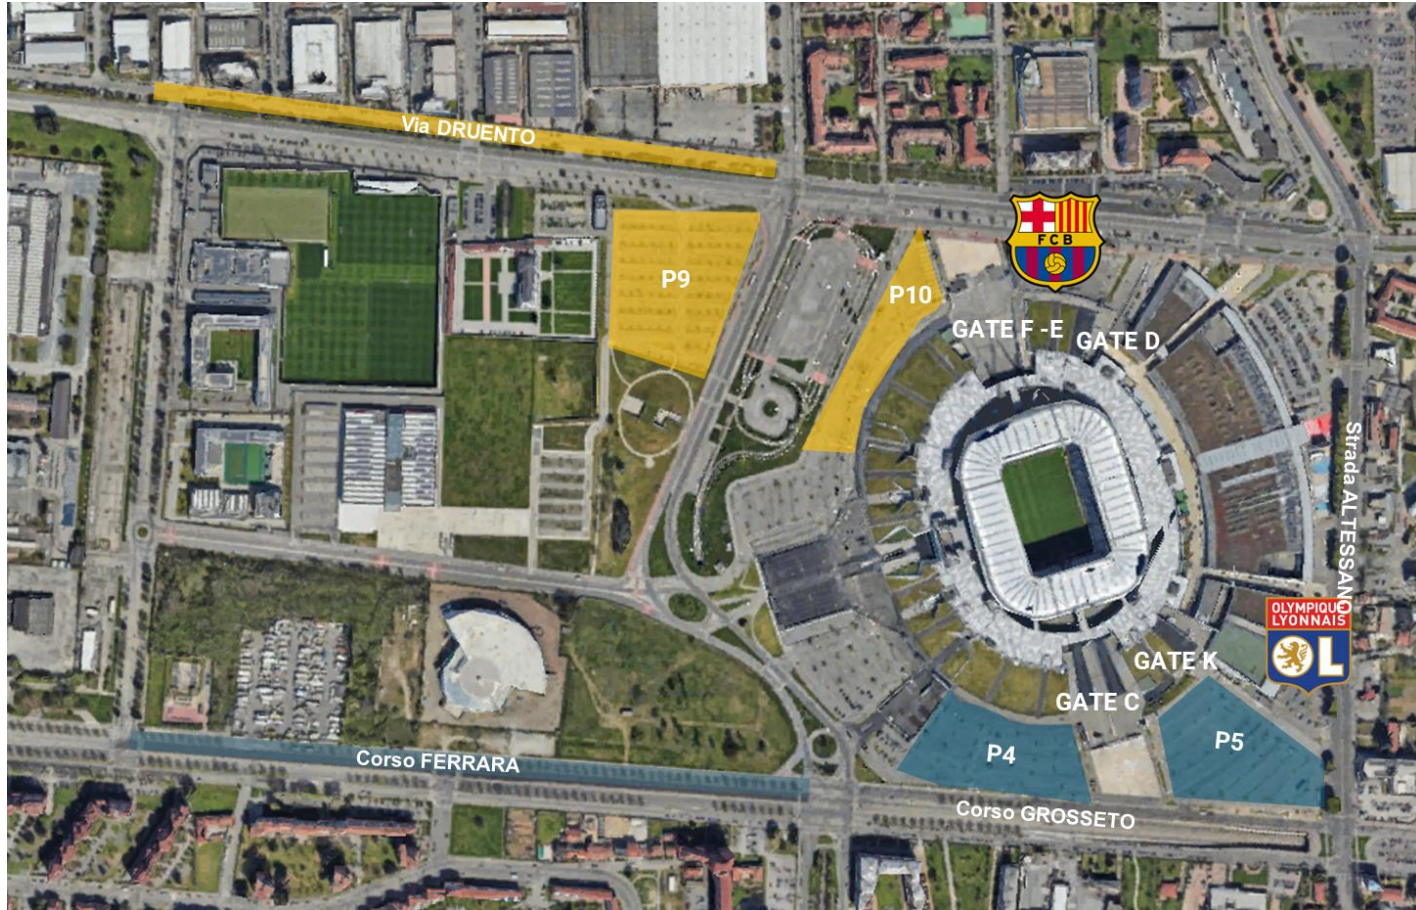 Via DRUENTO
P9
P10
FCB
GATE F -E
GATE D
Strada ALTESSANO
OLYMPIQUE
LYONNAIS
OL
GATE K
GATE C
P4
P5
Corso FERRARA
Corso GROSSETO